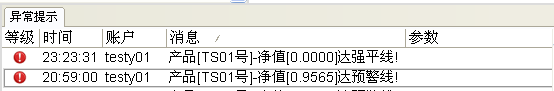 异常提示
等级 时间 账户 消息 参数
23:23:31 testy01 产品[TS01号]-净值[0.0000]达强平线!
20:59:00 testy01 产品[TS01号]-净值[0.9565]达预警线!